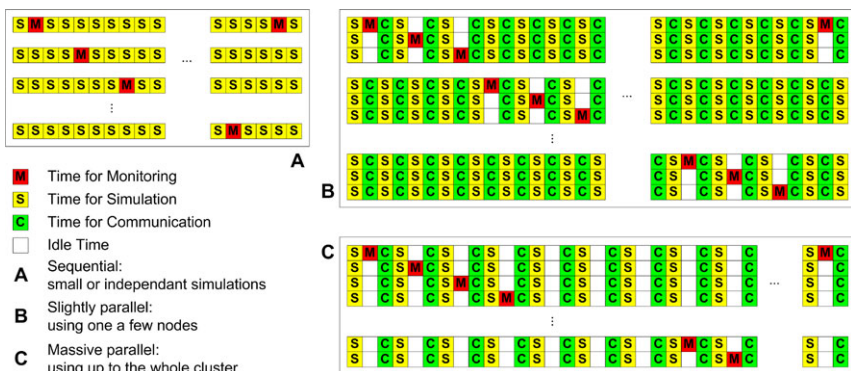 S M S S S S S S S S S S S S M S
S S S S M S S S S S ... S S S S S S
S S S S S S S M S S S S S S S S
⋮
S S S S S S S S S S S M S S S S
A
M Time for Monitoring
S Time for Simulation
C Time for Communication
Idle Time
A Sequential:
small or independant simulations
B Slightly parallel:
using one a few nodes
C Massive parallel:
using up to the whole cluster
S M C S C S C S C S C S C S C S C S C S C S C S M C
S C S M C S C S C S C S C S C S C S C S C S C S C
S C S C S M C S C S C S C S C S C S C S C S C S C
S C S C S C S C S M C S C S C S C S C S C S C S C S C S
S C S C S C S C S C S M C S C ... S C S C S C S C S C S C S
S C S C S C S C S C S C S M C S C S C S C S C S C S C S
⋮
S C S C S C S C S C S C S C S C S C S M C S C S C S C S
B S C S C S C S C S C S C S C S C S C S C S M C S C S C S
S C S C S C S C S C S C S C S C S C S C S C S M C S C S
C S M C S C S C S C S C S C S C S C S C S M C
S C S M C S C S C S C S C S C S C S C S C
S C S C S M C S C S C S C S C S C S C ... S C
S C S C S C S M C S C S C S C S C S C S C
⋮
S C S C S C S C S C S C S C S M C S C S C
S C S C S C S C S C S C S C S C S M C S C